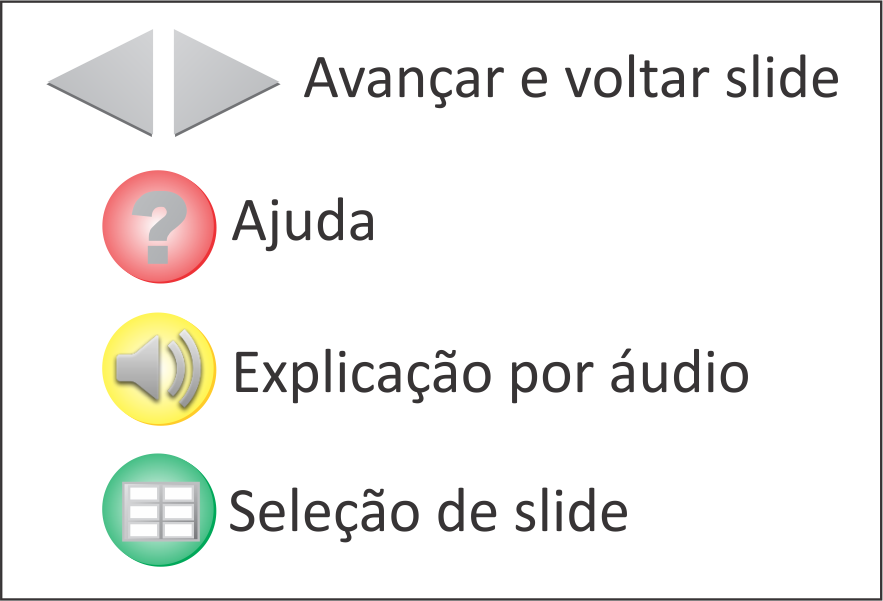 Avançar e voltar slide
?
Ajuda
Explicação por áudio
Seleção de slide